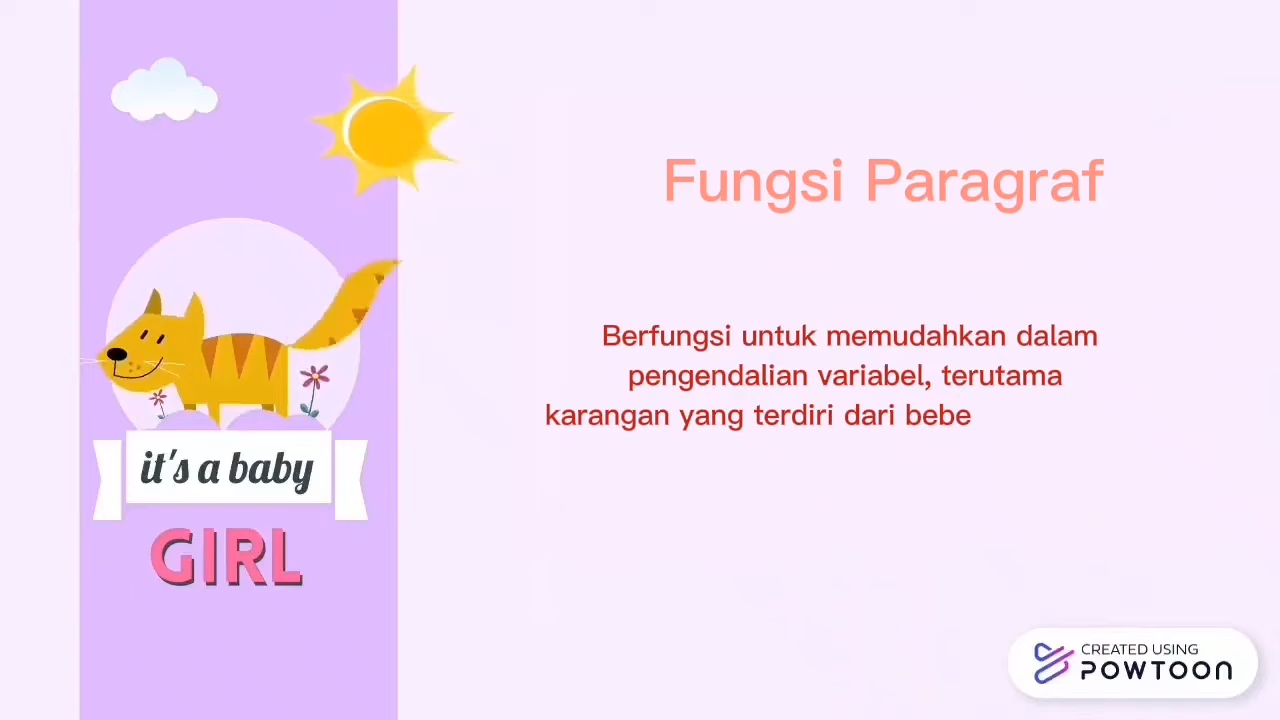 Fungsi Paragraf
Berfungsi untuk memudahkan dalam
pengendalian variabel, terutama
karangan yang terdiri dari bebe
it's a baby
GIRL
CREATED USING
POWTOON